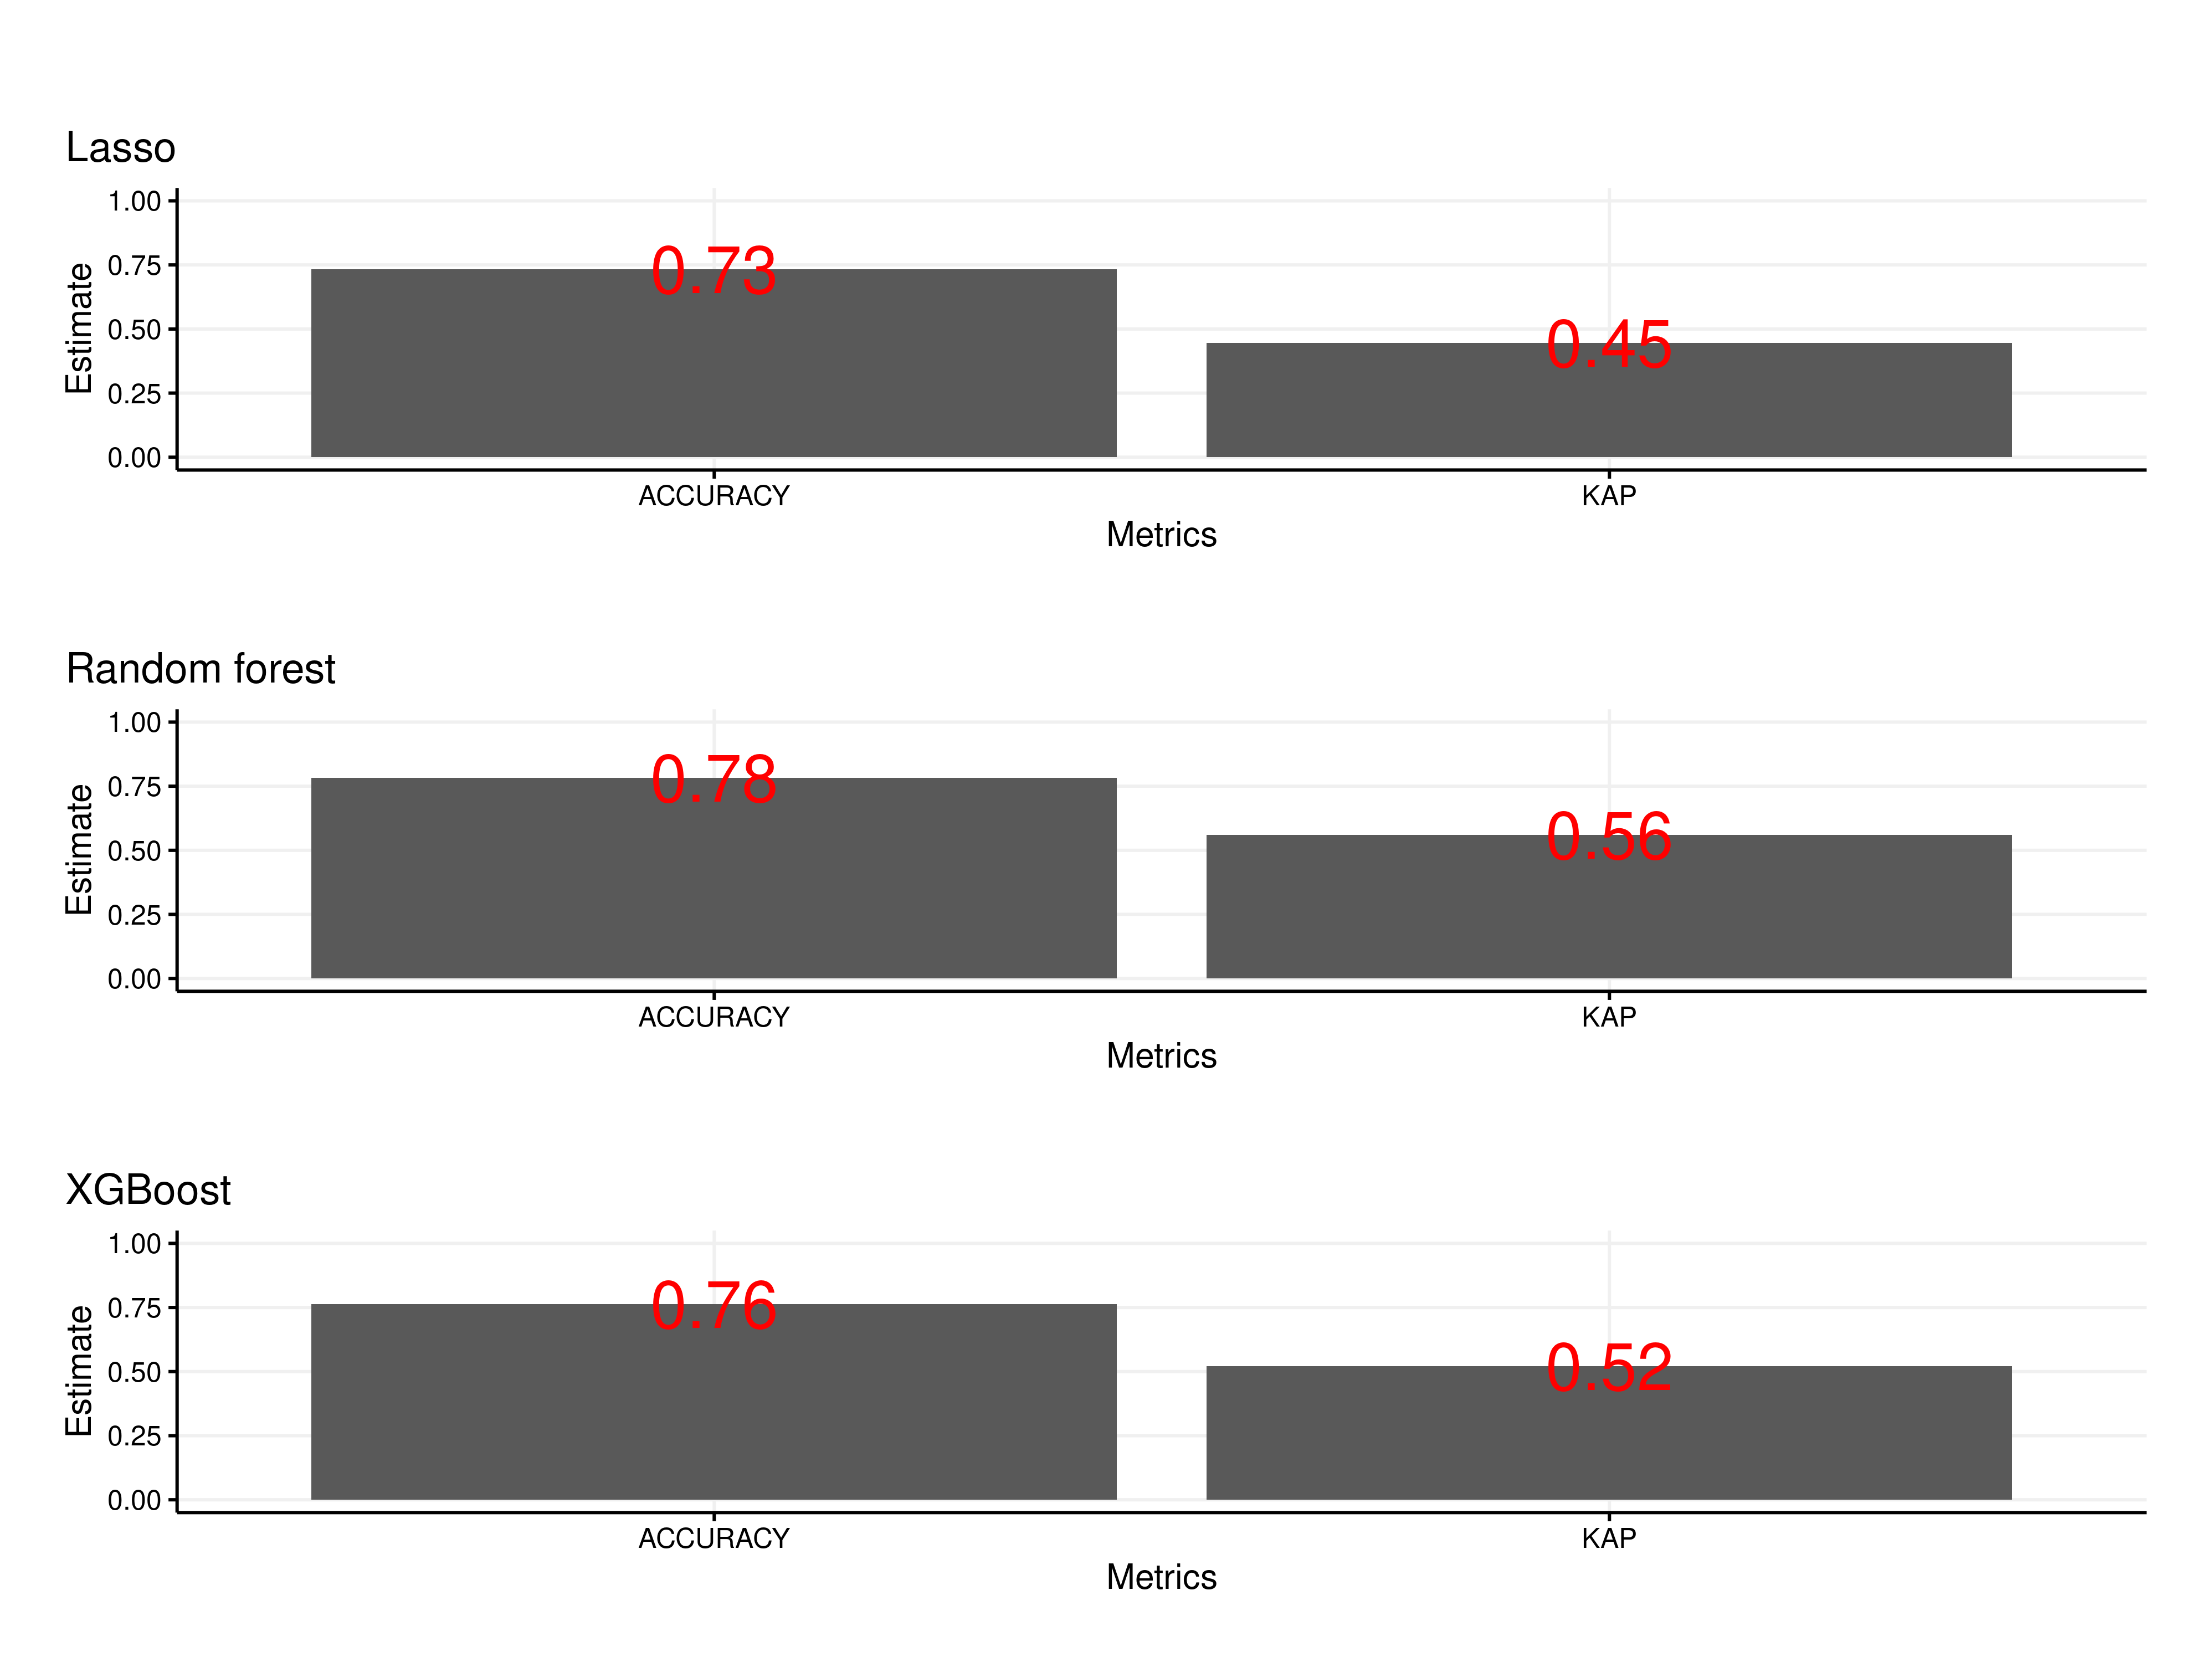 Lasso
1.00
0.75
0.50
0.25
0.00
Estimate
0.73
0.45
ACCURACY KAP
Metrics
Random forest
1.00
0.75
0.50
0.25
0.00
Estimate
0.78
0.56
ACCURACY KAP
Metrics
XGBoost
1.00
0.75
0.50
0.25
0.00
Estimate
0.76
0.52
ACCURACY KAP
Metrics